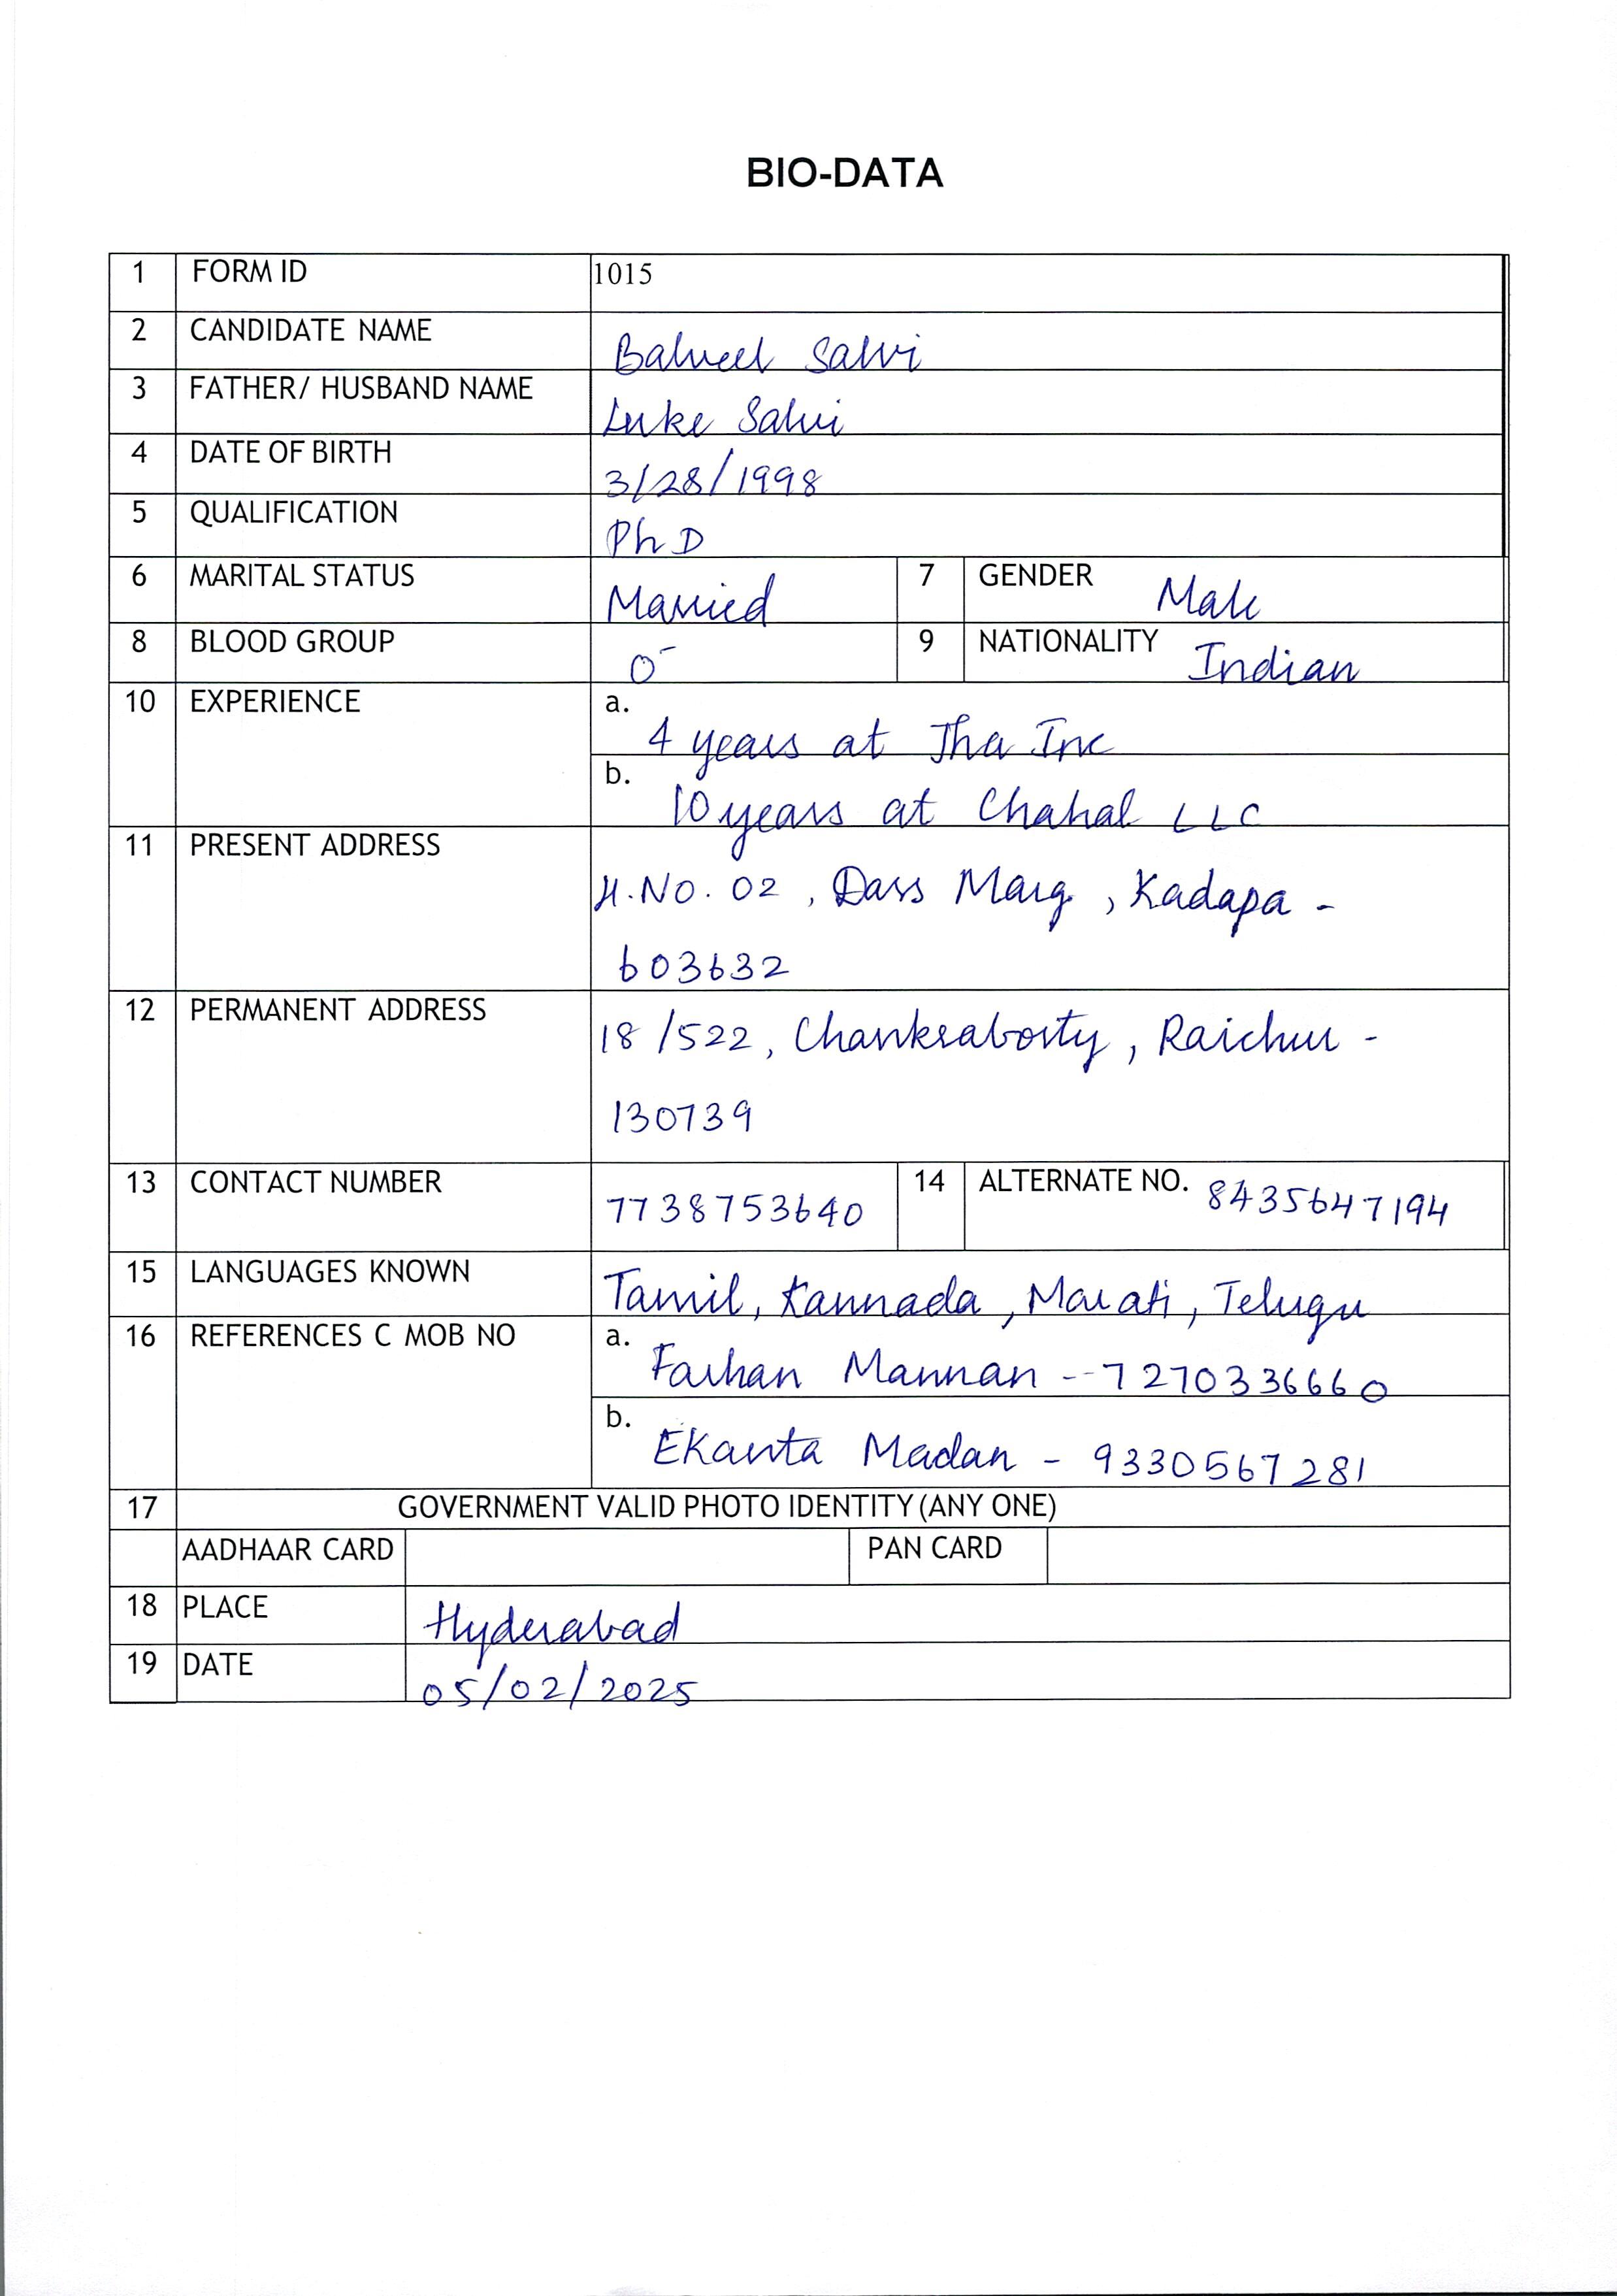 BIO-DATA
1 FORM ID 1015
2 CANDIDATE NAME Balveel Salvi
3 FATHER/ HUSBAND NAME Luke Salvi
4 DATE OF BIRTH 3/28/1998
5 QUALIFICATION PhD
6 MARITAL STATUS Married 7 GENDER Male
8 BLOOD GROUP O- 9 NATIONALITY Indian
10 EXPERIENCE a. 4 years at Jha Inc
b. 10 years at Chahal LLC
11 PRESENT ADDRESS H.NO. 02, Dass Marg, Kadapa -
603632
12 PERMANENT ADDRESS 18/522, Chankraborty, Raichur -
130739
13 CONTACT NUMBER 7738753640 14 ALTERNATE NO. 8435647194
15 LANGUAGES KNOWN Tamil, Kannada, Marati, Telugu
16 REFERENCES C MOB NO a. Farhan Mannan -- 7270336660
b. EKanta Madan - 9330567281
17 GOVERNMENT VALID PHOTO IDENTITY (ANY ONE)
AADHAAR CARD PAN CARD
18 PLACE Hyderabad
19 DATE 05/02/2025